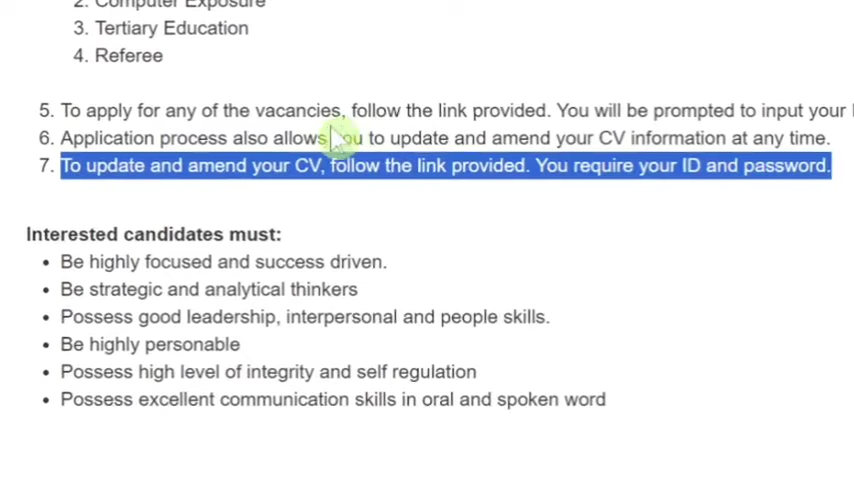 2. Computer Exposure
3. Tertiary Education
4. Referee
5. To apply for any of the vacancies, follow the link provided. You will be prompted to input your
6. Application process also allows you to update and amend your CV information at any time.
7. To update and amend your CV, follow the link provided. You require your ID and password.
Interested candidates must:
• Be highly focused and success driven.
• Be strategic and analytical thinkers
• Possess good leadership, interpersonal and people skills.
• Be highly personable
• Possess high level of integrity and self regulation
• Possess excellent communication skills in oral and spoken word